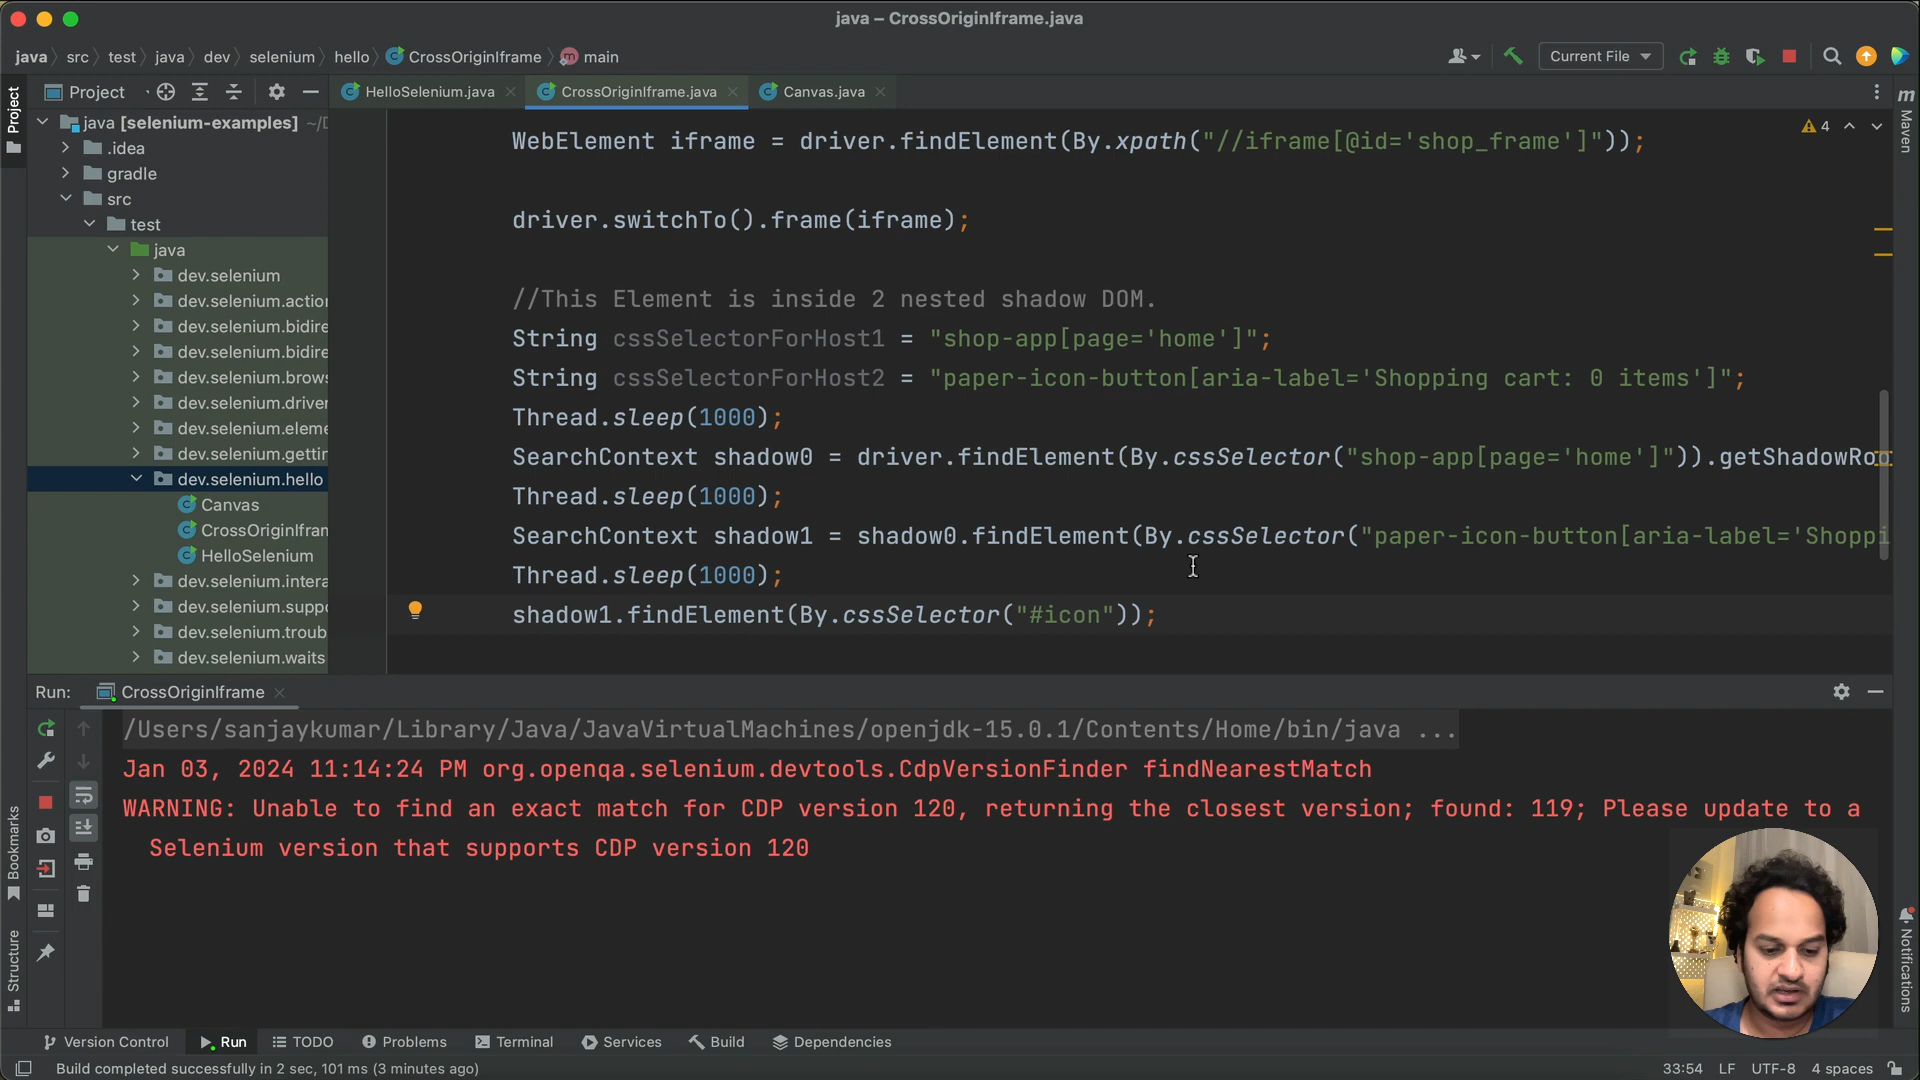 java – CrossOriginIframe.java
java src test java dev selenium hello CrossOriginIframe main
Current File
Project
HelloSelenium.java
CrossOriginIframe.java
Canvas.java
Project
java [selenium-examples] ~/D
.idea
gradle
src
test
java
dev.selenium
dev.selenium.action
dev.selenium.bidire
dev.selenium.bidire
dev.selenium.brows
dev.selenium.driver
dev.selenium.eleme
dev.selenium.gettin
dev.selenium.hello
Canvas
CrossOriginIfram
HelloSelenium
dev.selenium.intera
dev.selenium.suppo
dev.selenium.troub
dev.selenium.waits
4
WebElement iframe = driver.findElement(By.xpath("//iframe[@id='shop_frame']"));
driver.switchTo().frame(iframe);
//This Element is inside 2 nested shadow DOM.
String cssSelectorForHost1 = "shop-app[page='home']";
String cssSelectorForHost2 = "paper-icon-button[aria-label='Shopping cart: 0 items']";
Thread.sleep(1000);
SearchContext shadow0 = driver.findElement(By.cssSelector("shop-app[page='home']")).getShadowRoo
Thread.sleep(1000);
SearchContext shadow1 = shadow0.findElement(By.cssSelector("paper-icon-button[aria-label='Shoppi
Thread.sleep(1000);
shadow1.findElement(By.cssSelector("#icon"));
m Maven
Run: CrossOriginIframe
/Users/sanjaykumar/Library/Java/JavaVirtualMachines/openjdk-15.0.1/Contents/Home/bin/java ...
Jan 03, 2024 11:14:24 PM org.openqa.selenium.devtools.CdpVersionFinder findNearestMatch
WARNING: Unable to find an exact match for CDP version 120, returning the closest version; found: 119; Please update to a
Selenium version that supports CDP version 120
Bookmarks
Structure
Notifications
Version Control Run TODO Problems Terminal Services Build Dependencies
Build completed successfully in 2 sec, 101 ms (3 minutes ago)
33:54 LF UTF-8 4 spaces